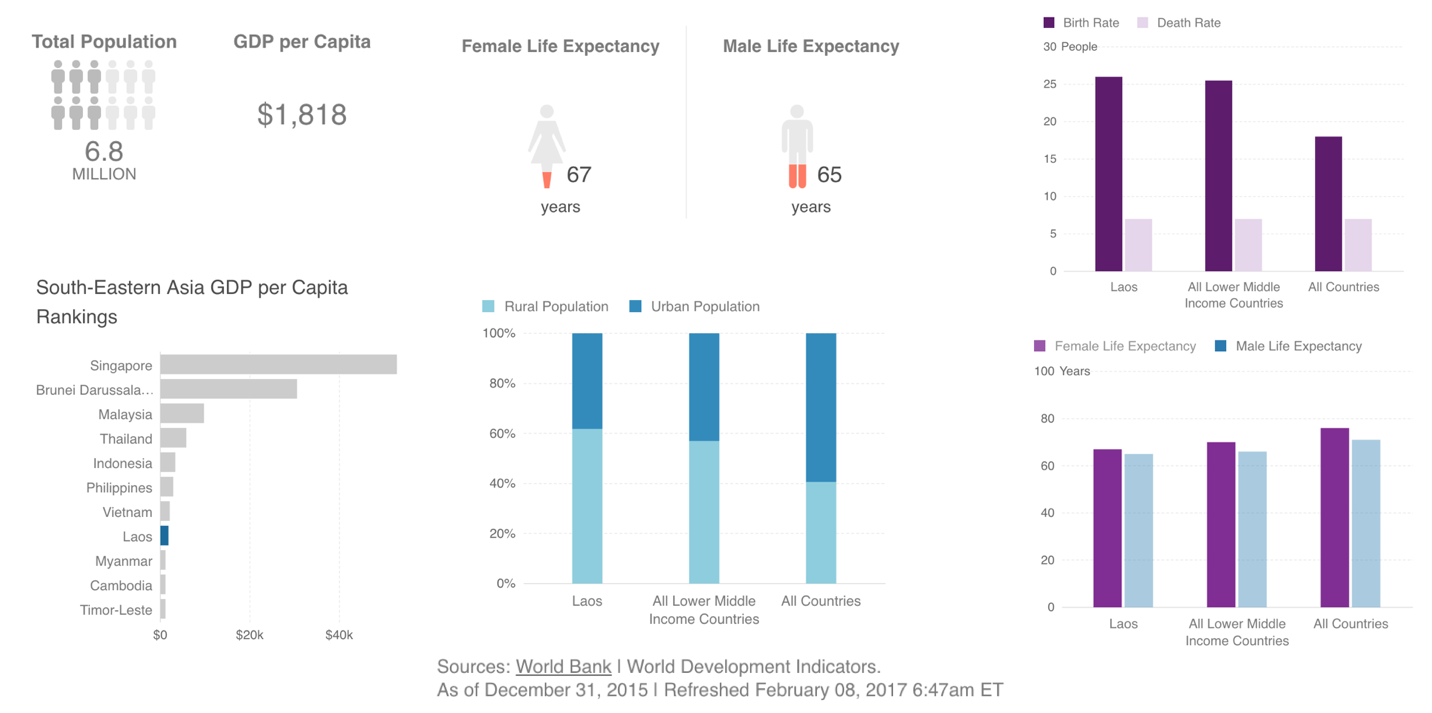 Total Population
6.8
MILLION
GDP per Capita
$1,818
Female Life Expectancy
67
years
Male Life Expectancy
65
years
Birth Rate
Death Rate
30 People
25
20
15
10
5
0
Laos
All Lower Middle
Income Countries
All Countries
South-Eastern Asia GDP per Capita
Rankings
Singapore
Brunei Darussala...
Malaysia
Thailand
Indonesia
Philippines
Vietnam
Laos
Myanmar
Cambodia
Timor-Leste
$0
$20k
$40k
Rural Population
Urban Population
100%
80%
60%
40%
20%
0%
Laos
All Lower Middle
Income Countries
All Countries
Female Life Expectancy
Male Life Expectancy
100 Years
80
60
40
20
0
Laos
All Lower Middle
Income Countries
All Countries
Sources: World Bank | World Development Indicators.
As of December 31, 2015 | Refreshed February 08, 2017 6:47am ET